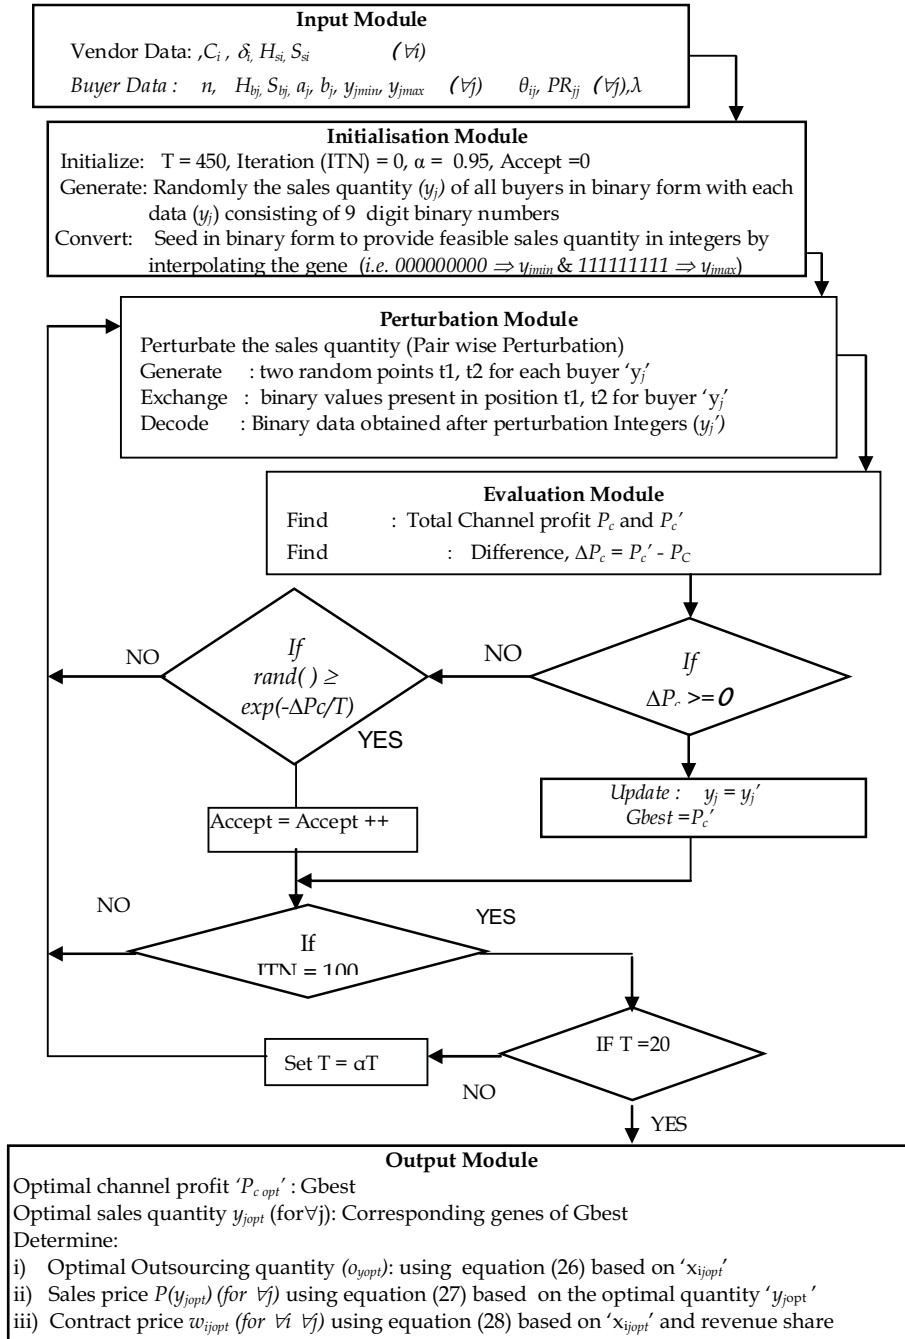 Input Module
Vendor Data: ,Ci , δi, Hsi, Ssi (∀i)
Buyer Data : n, Hbj, Sbj, aj, bj, yjmin, yjmax (∀j) θij, PRjj (∀j),λ
Initialisation Module
Initialize: T = 450, Iteration (ITN) = 0, α = 0.95, Accept =0
Generate: Randomly the sales quantity (yj) of all buyers in binary form with each
data (yj) consisting of 9 digit binary numbers
Convert: Seed in binary form to provide feasible sales quantity in integers by
interpolating the gene (i.e. 000000000 ⇒ yjmin & 111111111 ⇒ yjmax)
Perturbation Module
Perturbate the sales quantity (Pair wise Perturbation)
Generate : two random points t1, t2 for each buyer ‘yj’
Exchange : binary values present in position t1, t2 for buyer ‘yj’
Decode : Binary data obtained after perturbation Integers (yj’)
Evaluation Module
Find : Total Channel profit Pc and Pc’
Find : Difference, ΔPc = Pc’ - PC
If
rand( ) ≥
exp(-ΔPc/T)
NO
YES
If
ΔPc >=0
NO
Update : yj = yj’
Gbest =Pc’
Accept = Accept ++
NO
YES
If
ITN = 100
IF T =20
Set T = αT
NO
YES
Output Module
Optimal channel profit ‘Pc opt’ : Gbest
Optimal sales quantity yjopt (for∀j): Corresponding genes of Gbest
Determine:
i) Optimal Outsourcing quantity (oyopt): using equation (26) based on ‘xijopt’
ii) Sales price P(yjopt) (for ∀j) using equation (27) based on the optimal quantity ‘yjopt ’
iii) Contract price wijopt (for ∀i ∀j) using equation (28) based on ‘xijopt’ and revenue share